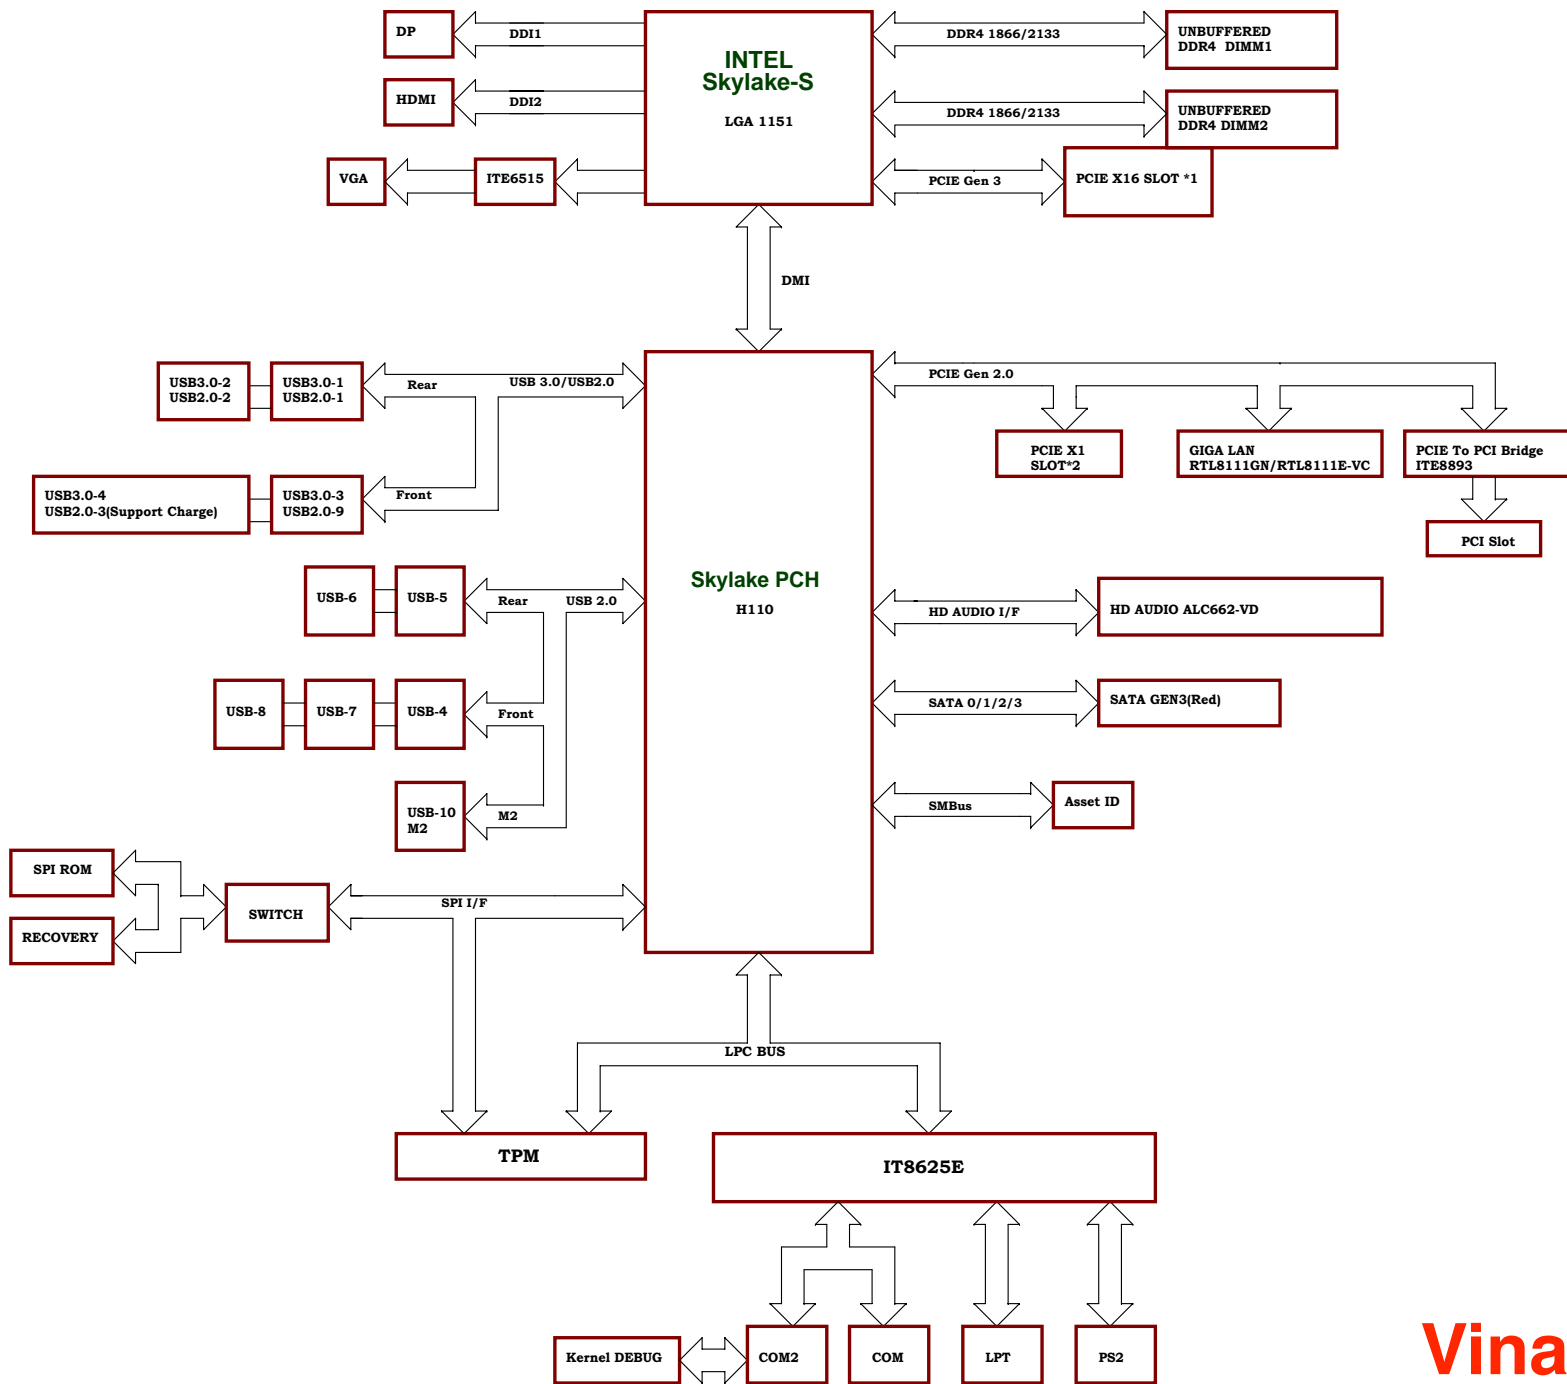 DP
DDI1
INTEL
Skylake-S
LGA 1151
DDR4 1866/2133
UNBUFFERED
DDR4 DIMM1
HDMI
DDI2
DDR4 1866/2133
UNBUFFERED
DDR4 DIMM2
VGA
ITE6515
PCIE Gen 3
PCIE X16 SLOT *1
DMI
USB3.0-2
USB2.0-2
USB3.0-1
USB2.0-1
Rear
USB 3.0/USB2.0
PCIE Gen 2.0
PCIE X1
SLOT*2
GIGA LAN
RTL8111GN/RTL8111E-VC
PCIE To PCI Bridge
ITE8893
USB3.0-4
USB2.0-3(Support Charge)
USB3.0-3
USB2.0-9
Front
PCI Slot
Skylake PCH
H110
USB-6
USB-5
Rear
USB 2.0
HD AUDIO I/F
HD AUDIO ALC662-VD
USB-8
USB-7
USB-4
Front
SATA 0/1/2/3
SATA GEN3(Red)
USB-10
M2
M2
SMBus
Asset ID
SPI ROM
RECOVERY
SWITCH
SPI I/F
LPC BUS
TPM
IT8625E
Kernel DEBUG
COM2
COM
LPT
PS2
Vina